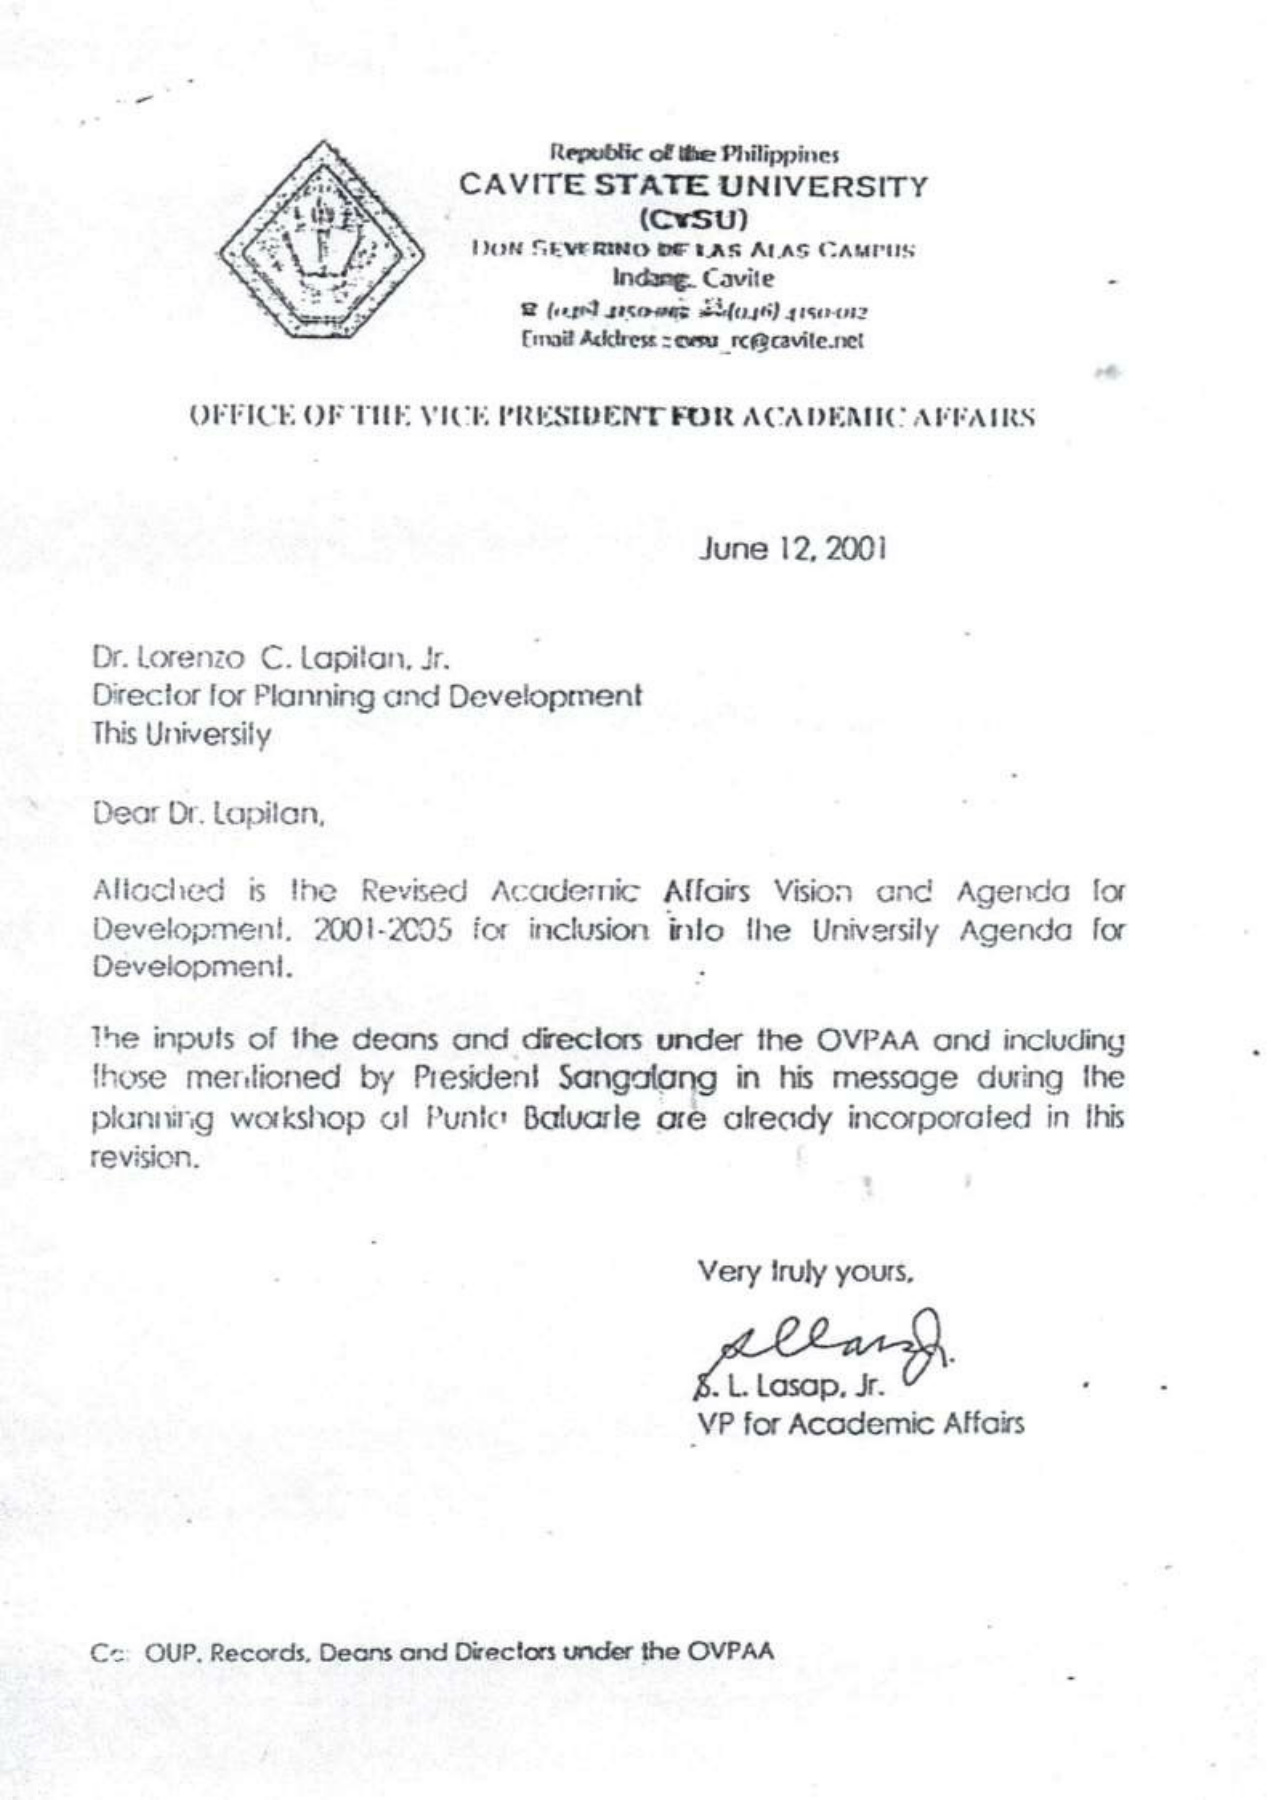 Republic of the Philippines
CAVITE STATE UNIVERSITY
(CvSU)
DON SEVERINO DE LAS ALAS CAMPUS
Indang, Cavite
(046) 4150-012
Email Address : cvsu_rc@cavite.net
OFFICE OF THE VICE PRESIDENT FOR ACADEMIC AFFAIRS
June 12, 2001
Dr. Lorenzo C. Lapitan, Jr.
Director for Planning and Development
This University
Dear Dr. Lapitan,
Attached is the Revised Academic Affairs Vision and Agenda for
Development, 2001-2005 for inclusion into the University Agenda for
Development.
The inputs of the deans and directors under the OVPAA and including
those mentioned by President Sangalang in his message during the
planning workshop at Punta Baluarte are already incorporated in this
revision.
Very truly yours,
S. L. Lasap, Jr.
VP for Academic Affairs
Cc: OUP, Records, Deans and Directors under the OVPAA